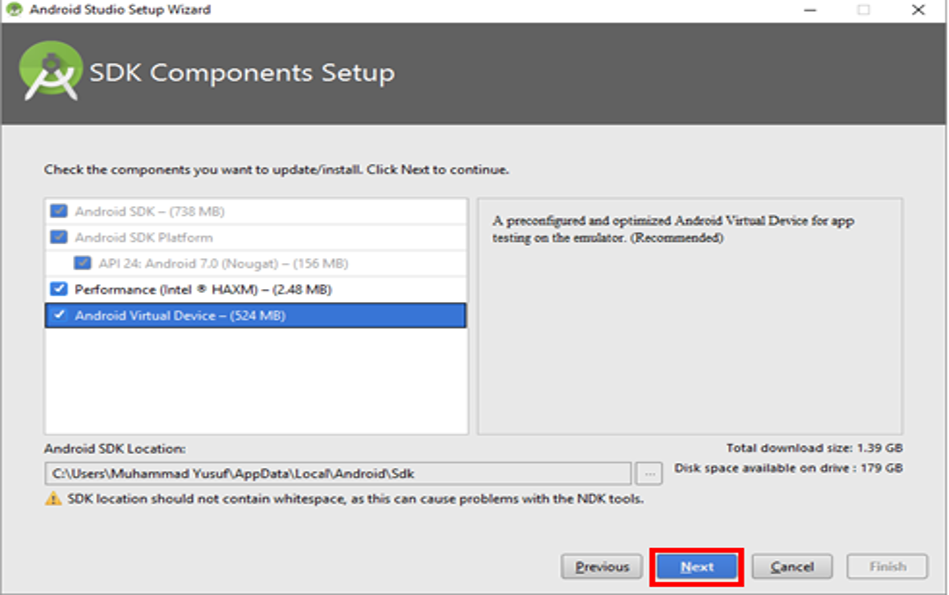 Android Studio Setup Wizard
SDK Components Setup
Check the components you want to update/install. Click Next to continue.
Android SDK – (738 MB)
Android SDK Platform
API 24: Android 7.0 (Nougat) – (156 MB)
Performance (Intel ® HAXM) – (2.48 MB)
Android Virtual Device – (524 MB)
A preconfigured and optimized Android Virtual Device for app
testing on the emulator. (Recommended)
Android SDK Location:
Total download size: 1.39 GB
C:\Users\Muhammad Yusuf\AppData\Local\Android\Sdk
...
Disk space available on drive : 179 GB
SDK location should not contain whitespace, as this can cause problems with the NDK tools.
Previous
Next
Cancel
Finish